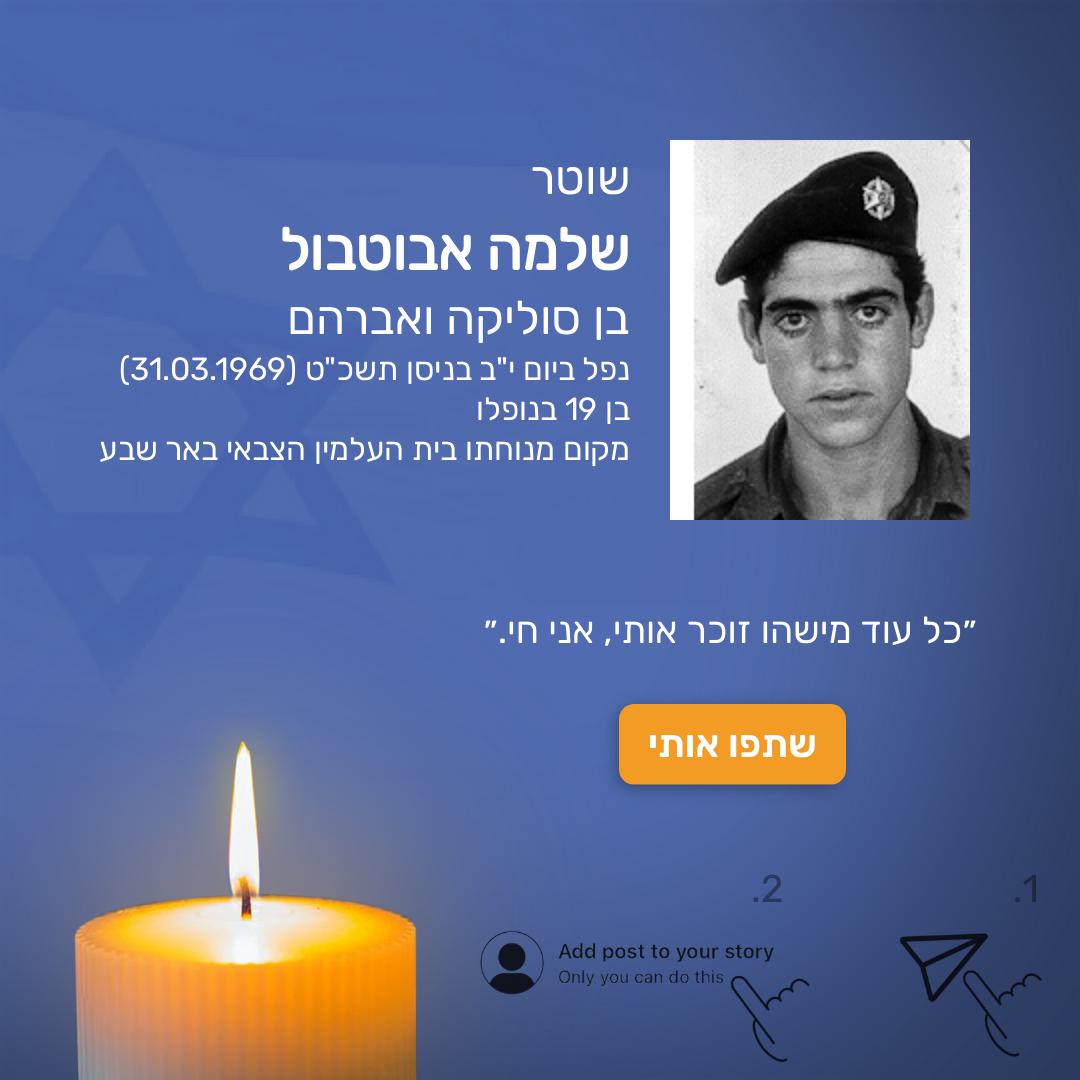 שוטר
שלמה אבוטבול
בן סוליקה ואברהם
נפל ביום י"ב בניסן תשכ"ט (31.03.1969)
בן 19 בנופלו
מקום מנוחתו בית העלמין הצבאי באר שבע
״כל עוד מישהו זוכר אותי, אני חי.״
שתפו אותי
1.
2.
Add post to your story
Only you can do this